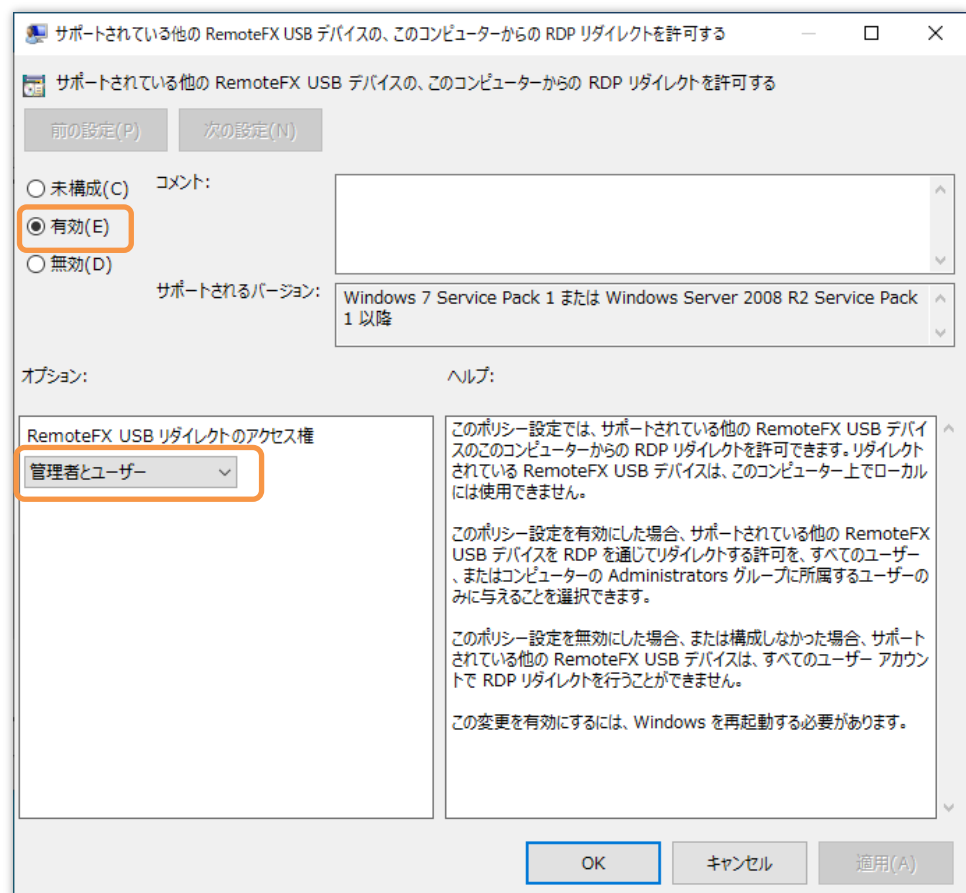 サポートされている他の RemoteFX USB デバイスの、このコンピューターからの RDP リダイレクトを許可する
サポートされている他の RemoteFX USB デバイスの、このコンピューターからの RDP リダイレクトを許可する
前の設定(P)
次の設定(N)
未構成(C)
コメント:
有効(E)
無効(D)
サポートされるバージョン:
Windows 7 Service Pack 1 または Windows Server 2008 R2 Service Pack
1 以降
オプション:
ヘルプ:
RemoteFX USB リダイレクトのアクセス権
管理者とユーザー
このポリシー設定では、サポートされている他の RemoteFX USB デバイ
スのこのコンピューターからの RDP リダイレクトを許可できます。リダイレクト
されている RemoteFX USB デバイスは、このコンピューター上でローカル
には使用できません。
このポリシー設定を有効にした場合、サポートされている他の RemoteFX
USB デバイスを RDP を通じてリダイレクトする許可を、すべてのユーザー
、またはコンピューターの Administrators グループに所属するユーザーの
みに与えることを選択できます。
このポリシー設定を無効にした場合、または構成しなかった場合、サポート
されている他の RemoteFX USB デバイスは、すべてのユーザー アカウン
トで RDP リダイレクトを行うことができません。
この変更を有効にするには、Windows を再起動する必要があります。
OK
キャンセル
適用(A)